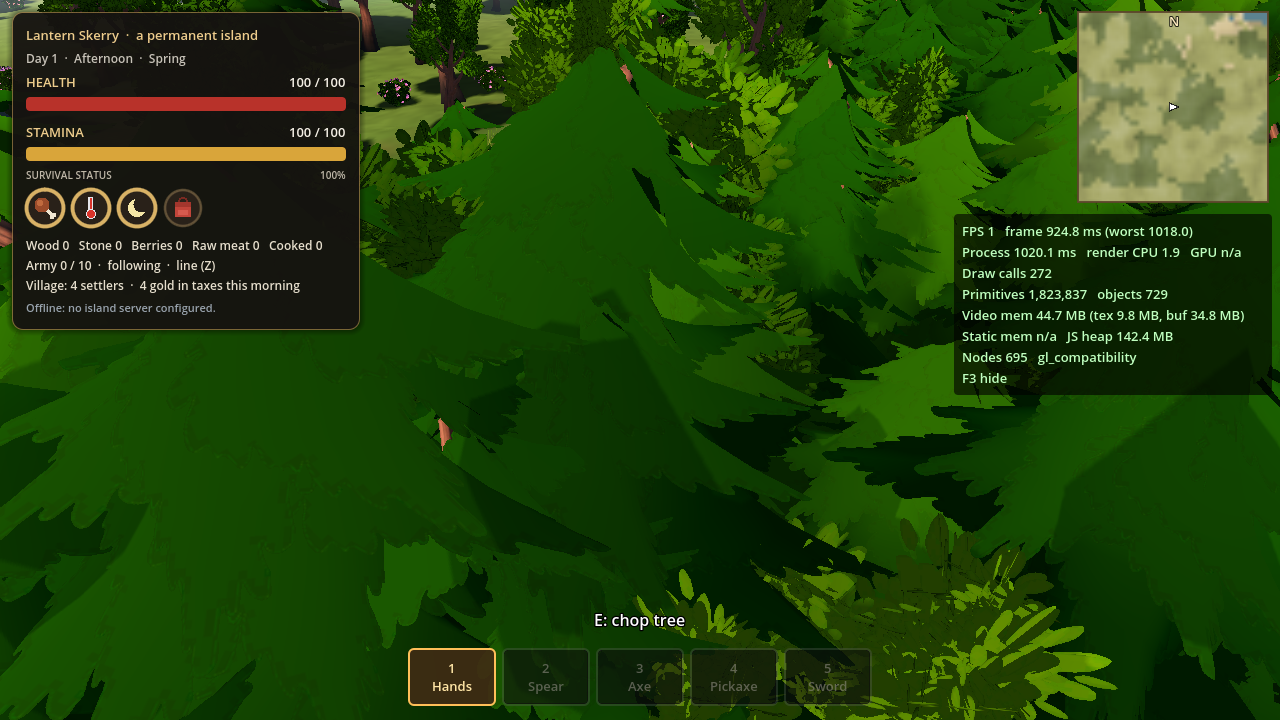 Lantern Skerry · a permanent island
Day 1 · Afternoon · Spring
HEALTH 100 / 100
STAMINA 100 / 100
SURVIVAL STATUS 100%
Wood 0 Stone 0 Berries 0 Raw meat 0 Cooked 0
Army 0 / 10 · following · line (Z)
Village: 4 settlers · 4 gold in taxes this morning
Offline: no island server configured.
N
FPS 1 frame 924.8 ms (worst 1018.0)
Process 1020.1 ms render CPU 1.9 GPU n/a
Draw calls 272
Primitives 1,823,837 objects 729
Video mem 44.7 MB (tex 9.8 MB, buf 34.8 MB)
Static mem n/a JS heap 142.4 MB
Nodes 695 gl_compatibility
F3 hide
E: chop tree
1 2 3 4 5
Hands Spear Axe Pickaxe Sword